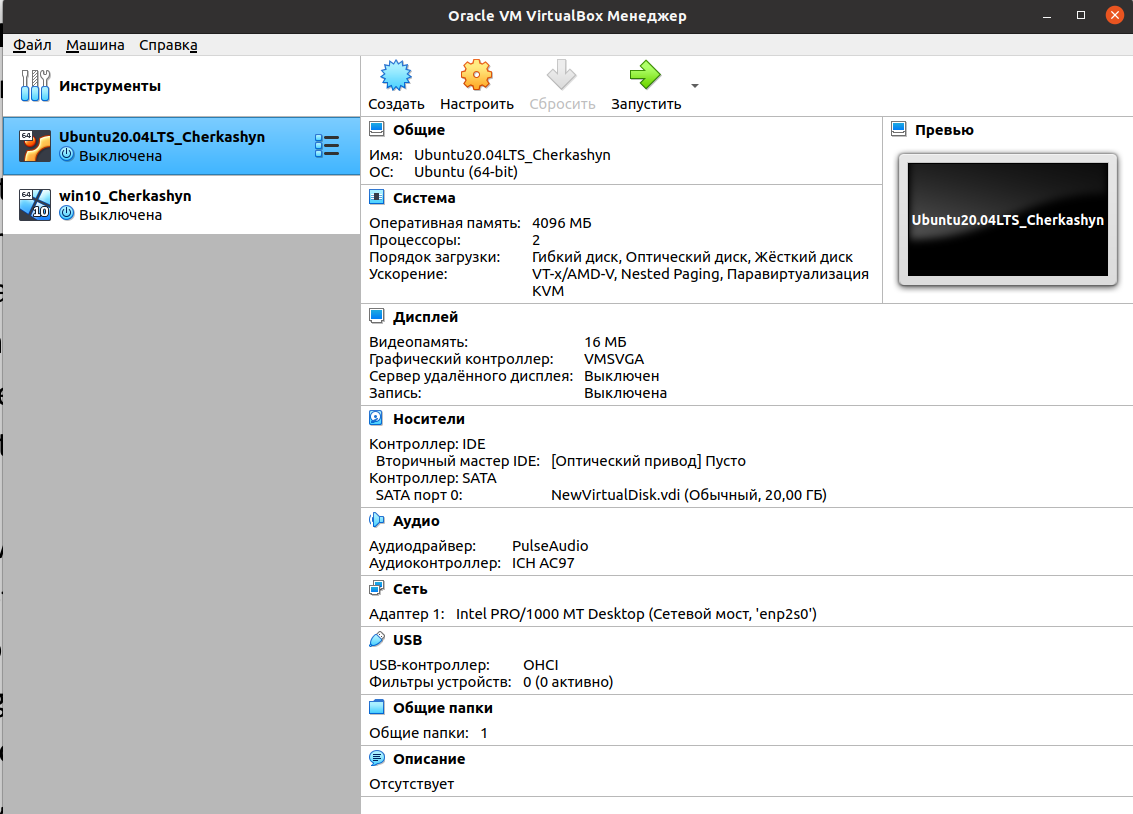 Oracle VM VirtualBox Менеджер
Файл Машина Справка
Инструменты
Создать Настроить Сбросить Запустить
64
Ubuntu20.04LTS_Cherkashyn
Выключена
64
10
win10_Cherkashyn
Выключена
Общие
Имя: Ubuntu20.04LTS_Cherkashyn
ОС: Ubuntu (64-bit)
Превью
Ubuntu20.04LTS_Cherkashyn
Система
Оперативная память: 4096 МБ
Процессоры: 2
Порядок загрузки: Гибкий диск, Оптический диск, Жёсткий диск
Ускорение: VT-x/AMD-V, Nested Paging, Паравиртуализация
KVM
Дисплей
Видеопамять: 16 МБ
Графический контроллер: VMSVGA
Сервер удалённого дисплея: Выключен
Запись: Выключена
Носители
Контроллер: IDE
Вторичный мастер IDE: [Оптический привод] Пусто
Контроллер: SATA
SATA порт 0: NewVirtualDisk.vdi (Обычный, 20,00 ГБ)
Аудио
Аудиодрайвер: PulseAudio
Аудиоконтроллер: ICH AC97
Сеть
Адаптер 1: Intel PRO/1000 MT Desktop (Сетевой мост, 'enp2s0')
USB
USB-контроллер: OHCI
Фильтры устройств: 0 (0 активно)
Общие папки
Общие папки: 1
Описание
Отсутствует